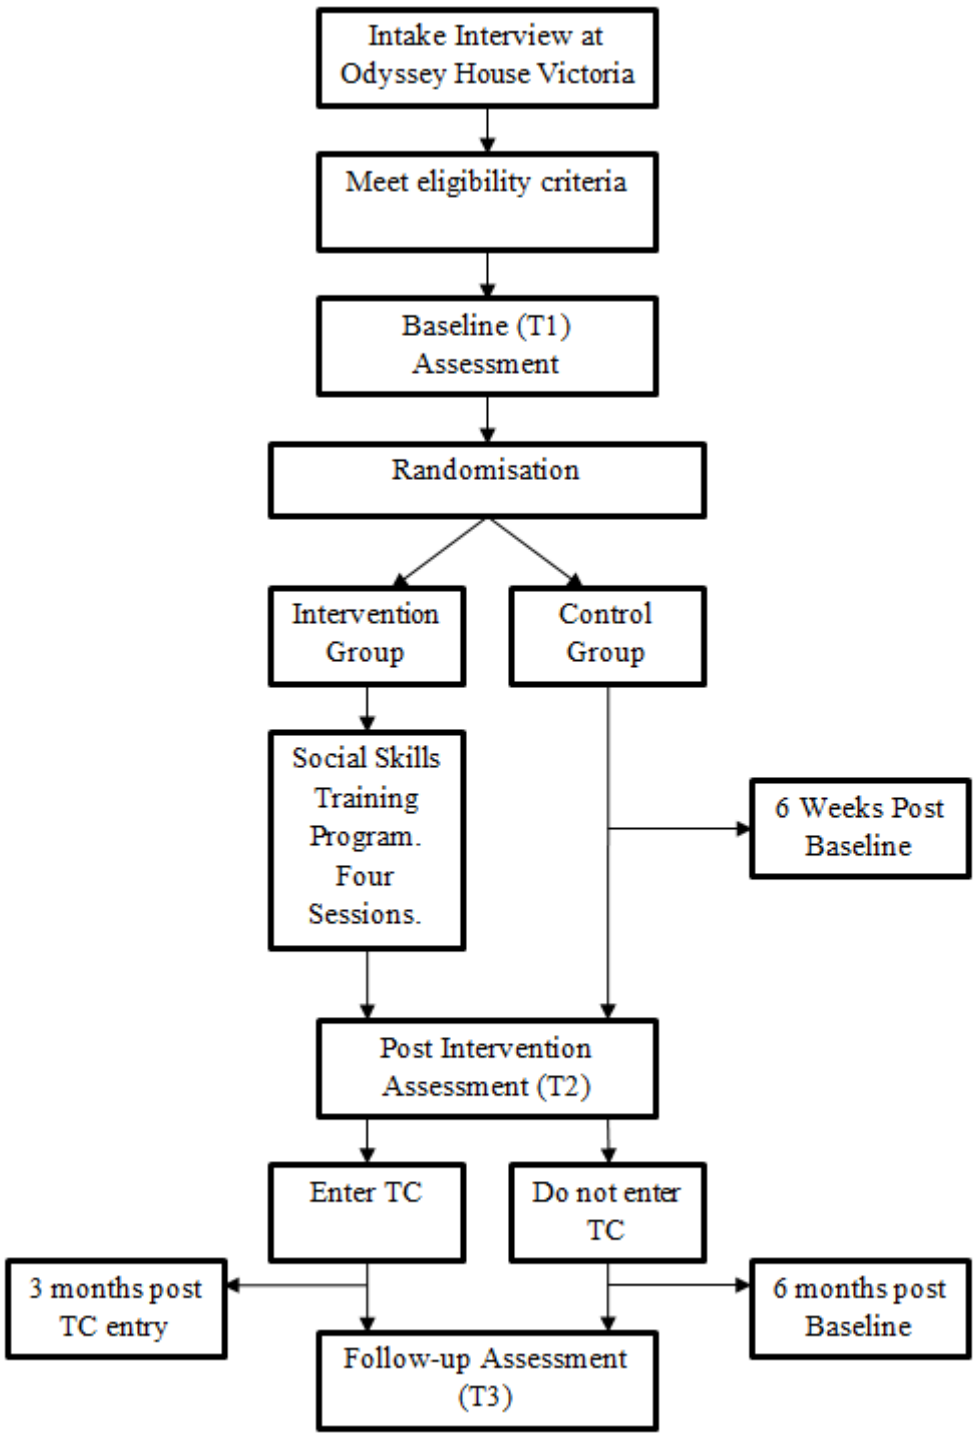 Intake Interview at
Odyssey House Victoria
Meet eligibility criteria
Baseline (T1)
Assessment
Randomisation
Intervention
Group
Control
Group
Social Skills
Training
Program.
Four
Sessions.
6 Weeks Post
Baseline
Post Intervention
Assessment (T2)
Enter TC
Do not enter
TC
3 months post
TC entry
6 months post
Baseline
Follow-up Assessment
(T3)